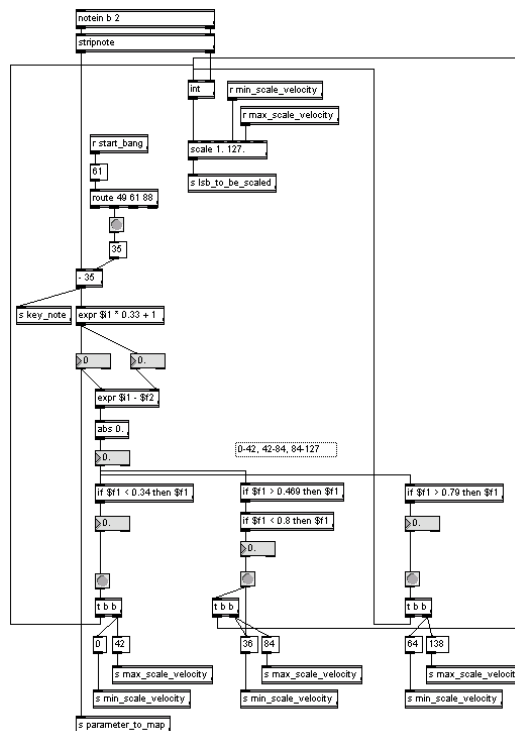 notein b 2
stripnote
int
r min_scale_velocity
r max_scale_velocity
scale 1. 127.
s lsb_to_be_scaled
r start_bang
61
route 49 61 88
35
- 35
s key_note
expr $i1 * 0.33 + 1
0
0.
expr $i1 - $f2
abs 0.
0.
0-42, 42-84, 84-127
if $f1 < 0.34 then $f1
if $f1 > 0.469 then $f1
if $f1 > 0.79 then $f1
0.
if $f1 < 0.8 then $f1
0.
0.
t b b
t b b
t b b
0
42
36
84
64
138
s max_scale_velocity
s max_scale_velocity
s max_scale_velocity
s min_scale_velocity
s min_scale_velocity
s min_scale_velocity
s parameter_to_map